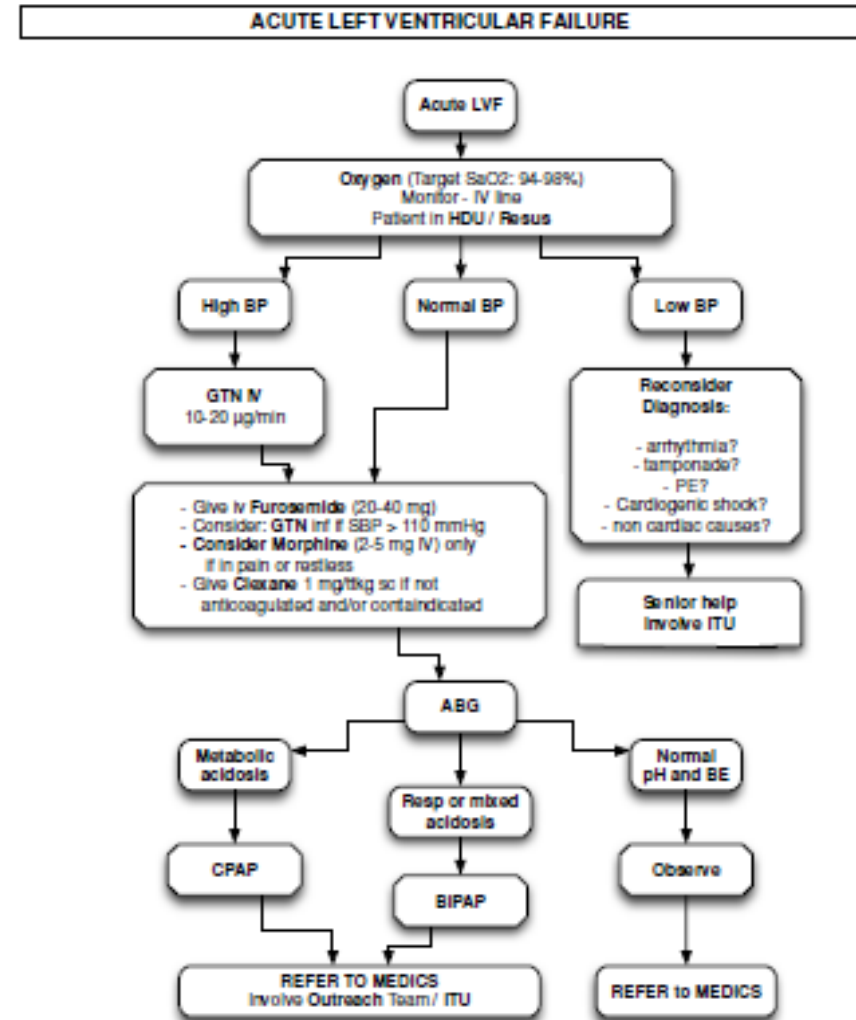 ACUTE LEFT VENTRICULAR FAILURE
Acute LVF
Oxygen (Target SaO2: 94-98%)
Monitor - IV line
Patient in HDU / Resus
High BP
Normal BP
Low BP
GTN IV
10-20 µg/min
Reconsider
Diagnosis:
- arrhythmia?
- tamponade?
- PE?
- Cardiogenic shock?
- non cardiac causes?
- Give iv Furosemide (20-40 mg)
- Consider: GTN inf if SBP > 110 mmHg
- Consider Morphine (2-5 mg IV) only
if in pain or restless
- Give Clexane 1 mg/ttkg sc if not
anticoagulated and/or containdicated
Senior help
Involve ITU
ABG
Metabolic
acidosis
Resp or mixed
acidosis
Normal
pH and BE
CPAP
BIPAP
Observe
REFER TO MEDICS
Involve Outreach Team / ITU
REFER to MEDICS